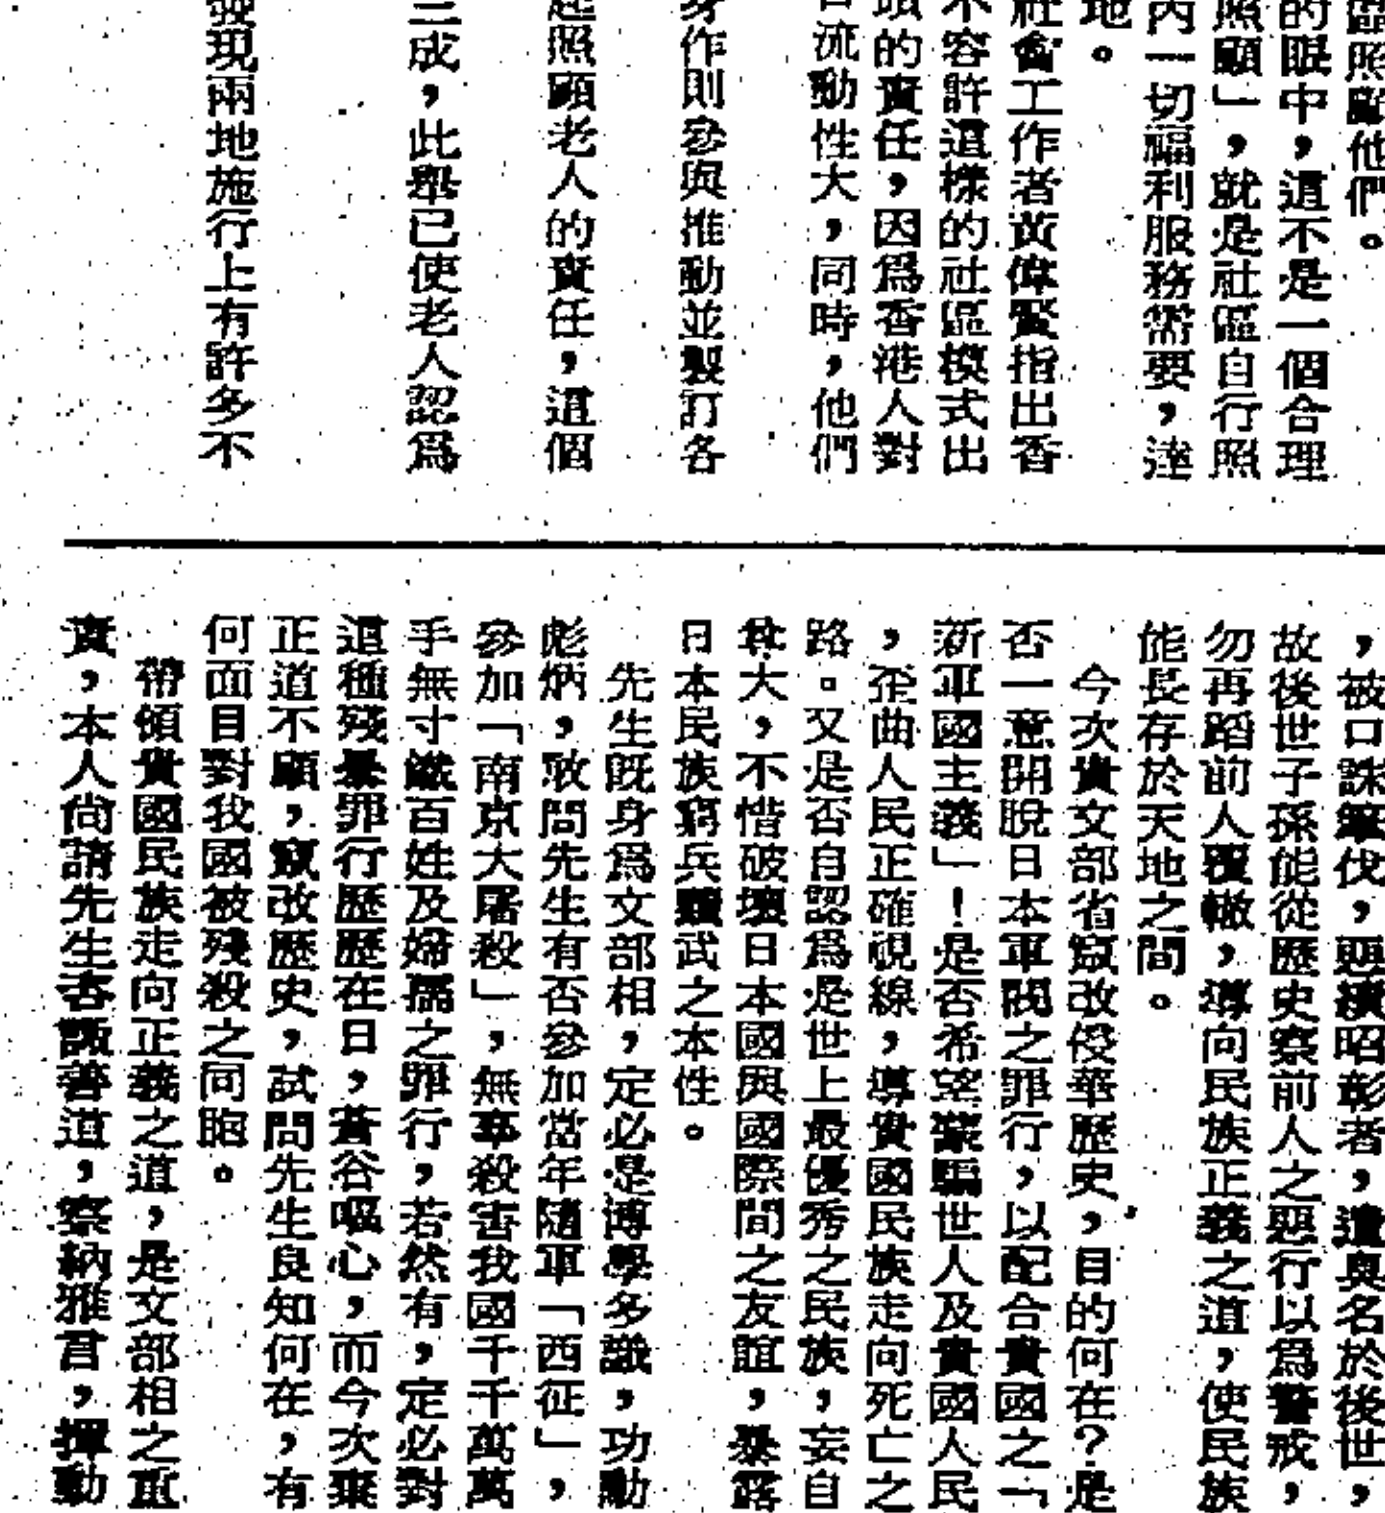 臨照顧他們。
的眼中，這不是一個合理
照顧」，就是社區自行照
內一切福利服務需要，達
地。
社會工作者黃偉賢指出香
不容許這樣的社區模式出
頭的責任，因爲香港人對
流動性大，同時，他們
身作則參與推動並製訂各
起照顧老人的責任，這個
三成，此舉已使老人認爲
發現兩地施行上有許多不
，被口誅筆伐，惡蹟昭彰者，遺臭名於後世，
故後世子孫能從歷史察前人之惡行以爲警戒，
勿再蹈前人覆轍，導向民族正義之道，使民族
能長存於天地之間。
今次貴文部省竄改侵華歷史，目的何在？是
否一意開脫日本軍閥之罪行，以配合貴國之「
新軍國主義」！是否希望蒙騙世人及貴國人民
，歪曲人民正確視線，導貴國民族走向死亡之
路。又是否自認爲是世上最優秀之民族，妄自
尊大，不惜破壞日本國與國際間之友誼，暴露
日本民族窮兵黷武之本性。
先生既身爲文部相，定必是博學多識，功勳
彪炳，敢問先生有否參加當年隨軍「西征」，
參加「南京大屠殺」，無辜殺害我國千千萬萬
手無寸鐵百姓及婦孺之罪行，若然有，定必對
這種殘暴罪行歷歷在日，蒼谷嘔心，而今次棄
正道不顧，竄改歷史，試問先生良知何在，有
何面目對我國被殘殺之同胞。
帶領貴國民族走向正義之道，是文部相之重
責，本人尚請先生吝諏善道，察納雅言，揮動